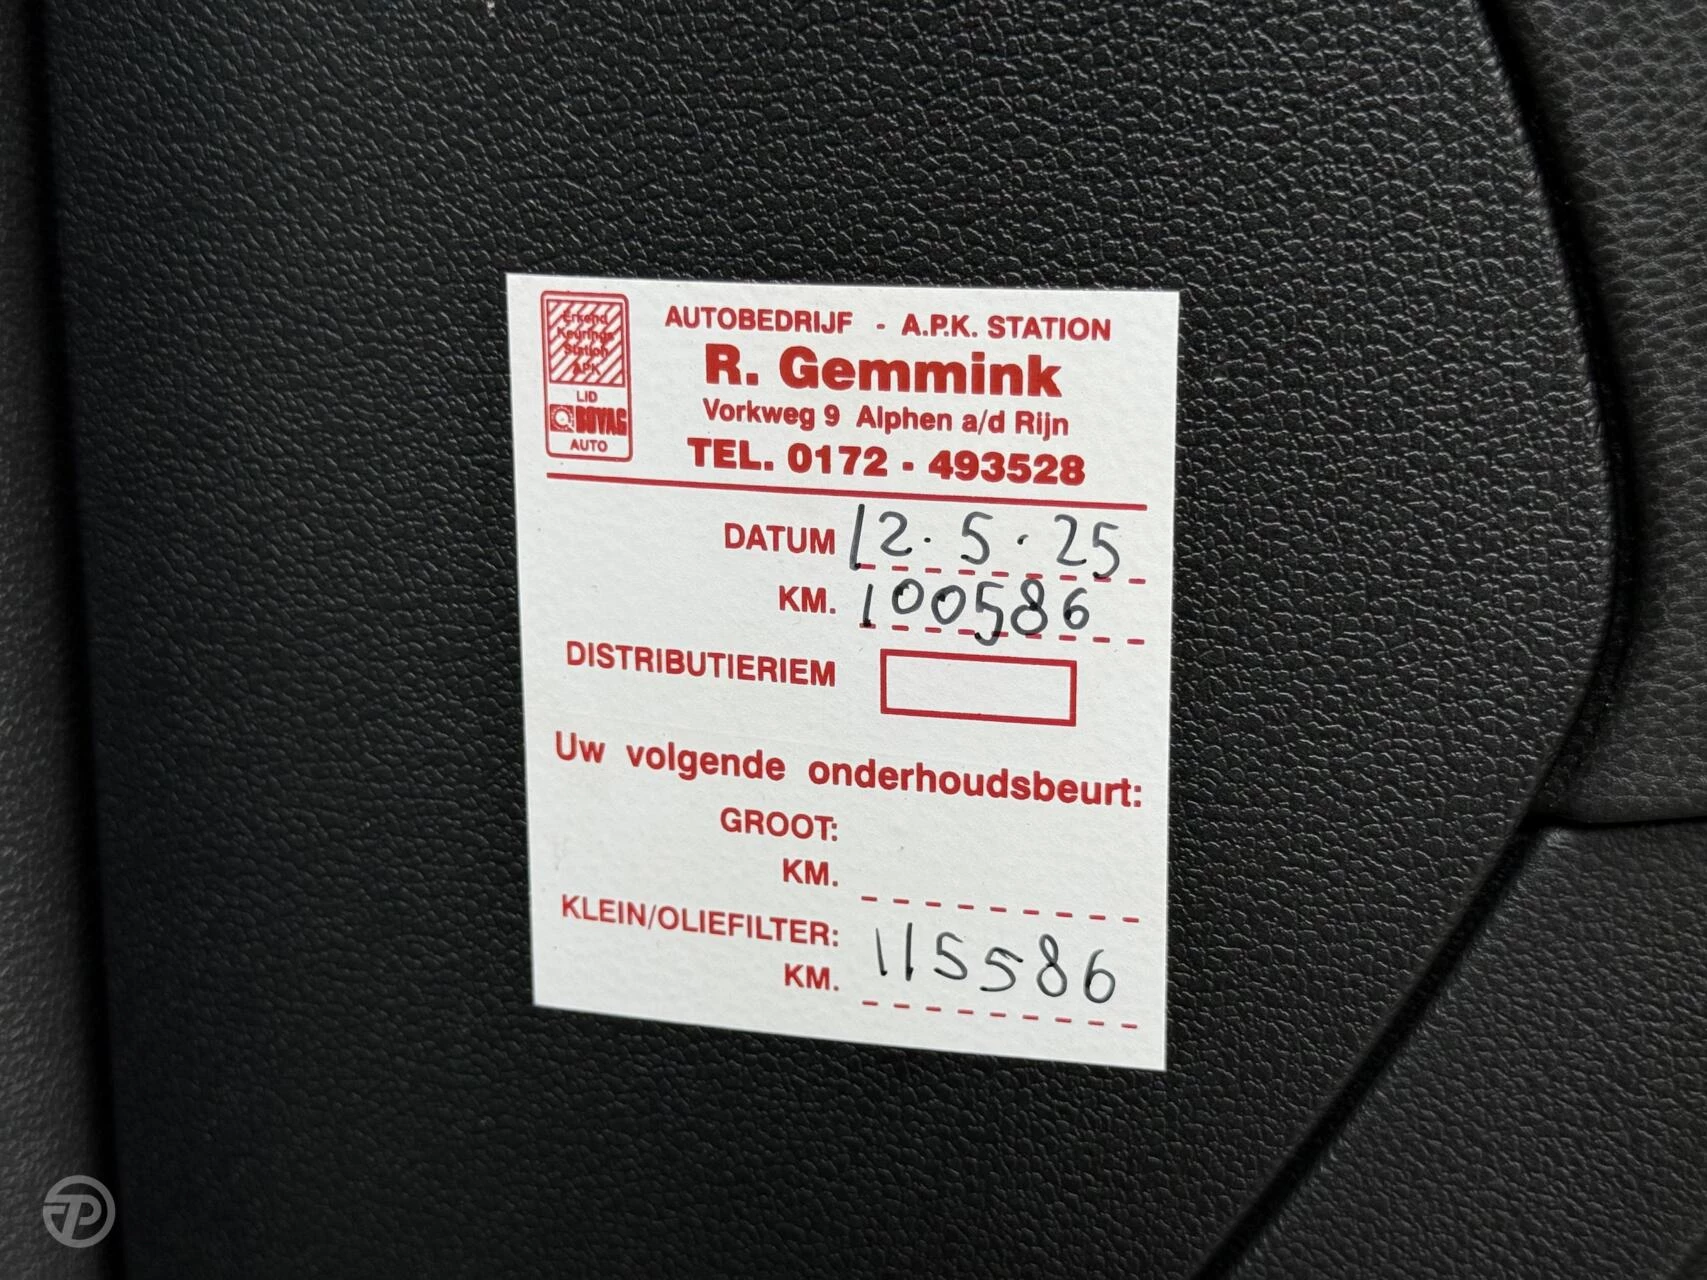 Erkend
Keurings
Station
APK
LID
BOVAG
AUTO
AUTOBEDRIJF - A.P.K. STATION
R. Gemmink
Vorkweg 9 Alphen a/d Rijn
TEL. 0172 - 493528
DATUM 12.5.25
KM. 100586
DISTRIBUTIERIEM
Uw volgende onderhoudsbeurt:
GROOT:
KM.
KLEIN/OLIEFILTER:
KM. 115586